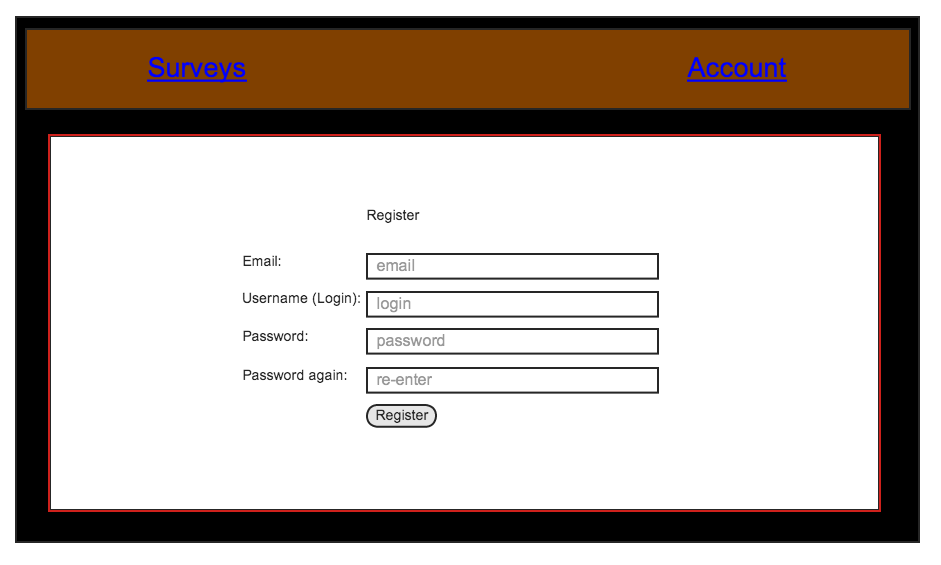 Surveys Account
Register
Email: email
Username (Login): login
Password: password
Password again: re-enter
Register